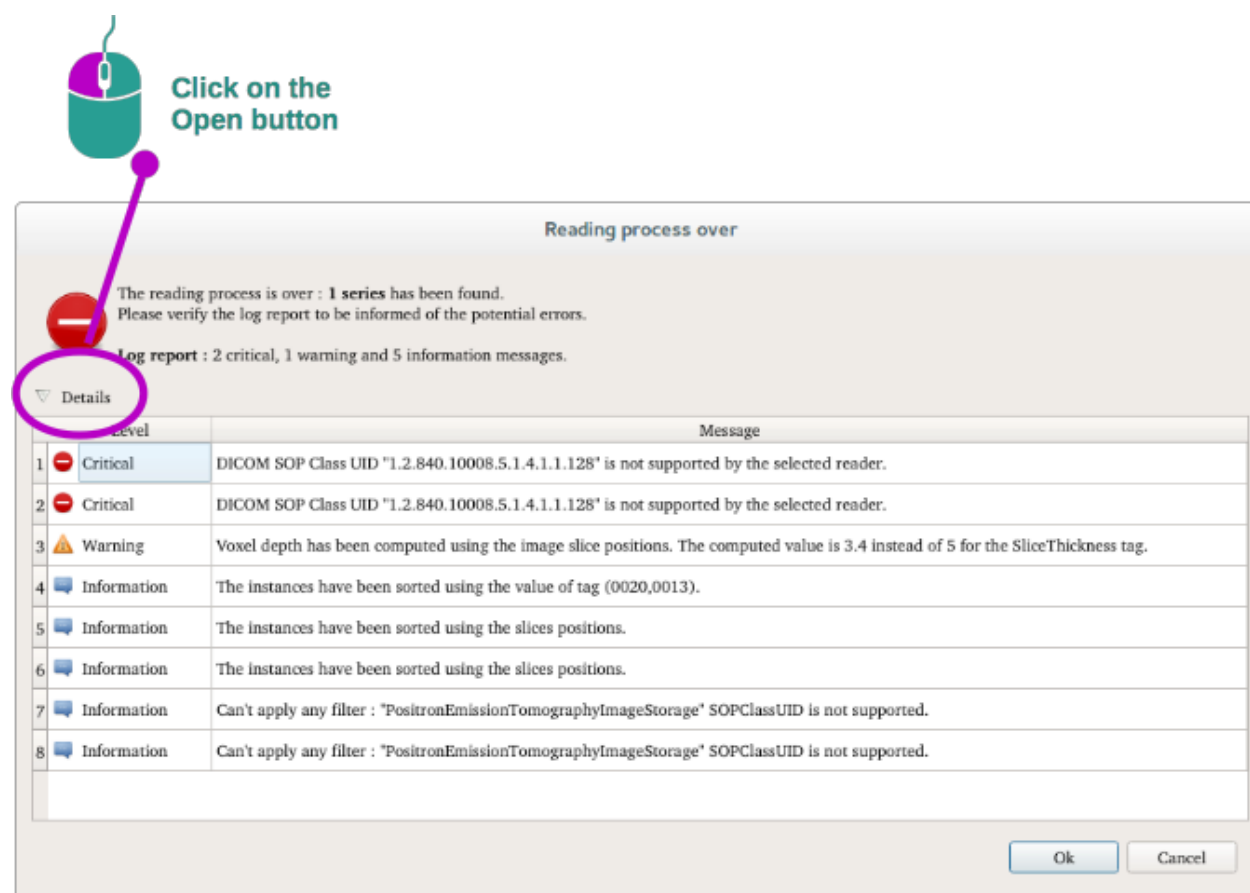 Click on the
Open button
Reading process over
The reading process is over : 1 series has been found.
Please verify the log report to be informed of the potential errors.
Log report : 2 critical, 1 warning and 5 information messages.
Details
Level Message
1 Critical DICOM SOP Class UID "1.2.840.10008.5.1.4.1.1.128" is not supported by the selected reader.
2 Critical DICOM SOP Class UID "1.2.840.10008.5.1.4.1.1.128" is not supported by the selected reader.
3 Warning Voxel depth has been computed using the image slice positions. The computed value is 3.4 instead of 5 for the SliceThickness tag.
4 Information The instances have been sorted using the value of tag (0020,0013).
5 Information The instances have been sorted using the slices positions.
6 Information The instances have been sorted using the slices positions.
7 Information Can't apply any filter : "PositronEmissionTomographyImageStorage" SOPClassUID is not supported.
8 Information Can't apply any filter : "PositronEmissionTomographyImageStorage" SOPClassUID is not supported.
Ok Cancel